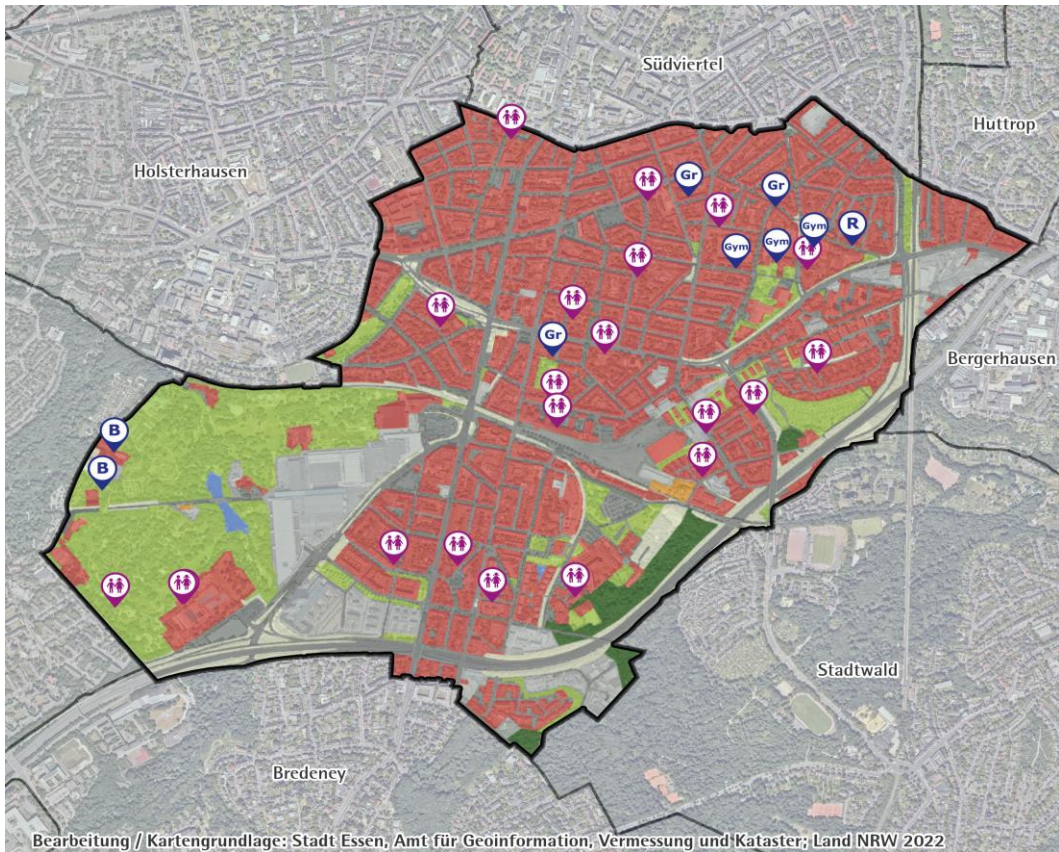 Südviertel
Huttrop
Holsterhausen
Gr
Gr
Gym
R
Gym
Gym
Gr
Bergerhausen
B
B
Stadtwald
Bredeney
Bearbeitung / Kartengrundlage: Stadt Essen, Amt für Geoinformation, Vermessung und Kataster; Land NRW 2022